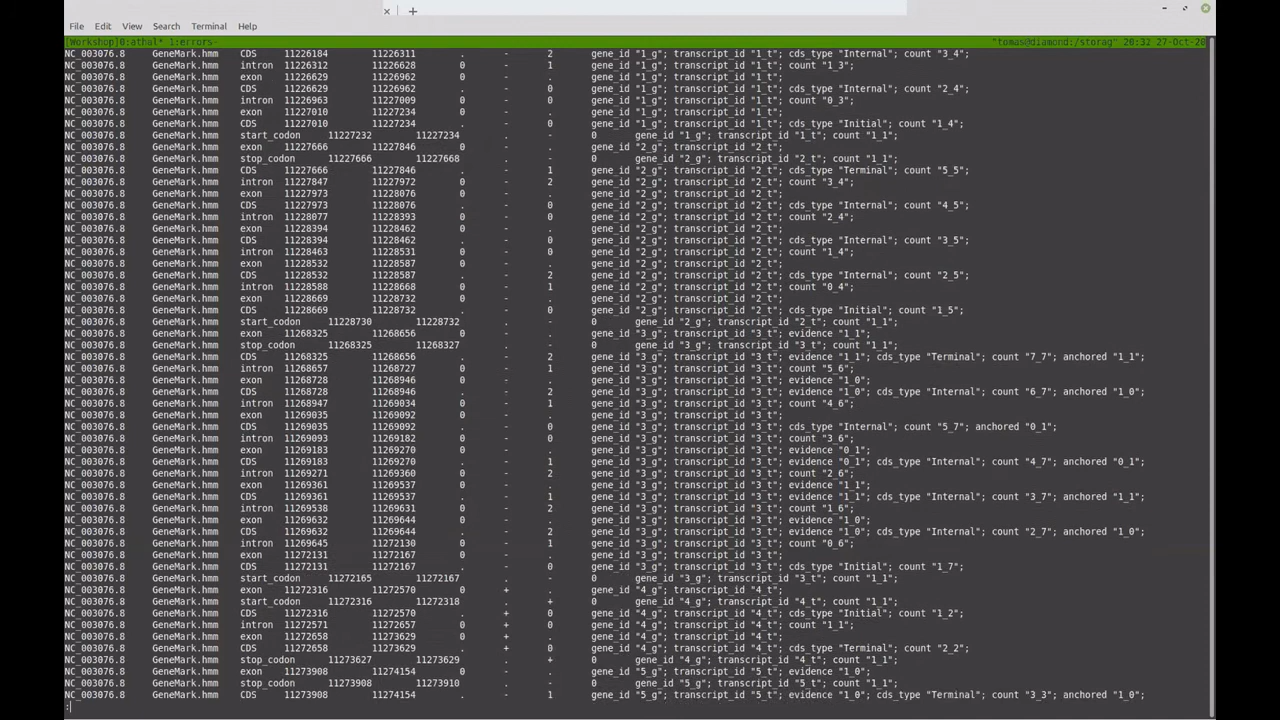 File Edit View Search Terminal Help
[Workshop]0:athal* 1:errors- "tomas@diamond:/storag" 20:32 27-Oct-20
NC_003076.8 GeneMark.hmm CDS 11226184 11226311 . - 2 gene_id "1_g"; transcript_id "1_t"; cds_type "Internal"; count "3_4";
NC_003076.8 GeneMark.hmm intron 11226312 11226628 0 - 1 gene_id "1_g"; transcript_id "1_t"; count "1_3";
NC_003076.8 GeneMark.hmm exon 11226629 11226962 0 - . gene_id "1_g"; transcript_id "1_t";
NC_003076.8 GeneMark.hmm CDS 11226629 11226962 . - 0 gene_id "1_g"; transcript_id "1_t"; cds_type "Internal"; count "2_4";
NC_003076.8 GeneMark.hmm intron 11226963 11227009 0 - 0 gene_id "1_g"; transcript_id "1_t"; count "0_3";
NC_003076.8 GeneMark.hmm exon 11227010 11227234 0 - . gene_id "1_g"; transcript_id "1_t";
NC_003076.8 GeneMark.hmm CDS 11227010 11227234 . - 0 gene_id "1_g"; transcript_id "1_t"; cds_type "Initial"; count "1_4";
NC_003076.8 GeneMark.hmm start_codon 11227232 11227234 . - 0 gene_id "1_g"; transcript_id "1_t"; count "1_1";
NC_003076.8 GeneMark.hmm exon 11227666 11227846 0 - . gene_id "2_g"; transcript_id "2_t";
NC_003076.8 GeneMark.hmm stop_codon 11227666 11227668 . - 0 gene_id "2_g"; transcript_id "2_t"; count "1_1";
NC_003076.8 GeneMark.hmm CDS 11227666 11227846 . - 1 gene_id "2_g"; transcript_id "2_t"; cds_type "Terminal"; count "5_5";
NC_003076.8 GeneMark.hmm intron 11227847 11227972 0 - 2 gene_id "2_g"; transcript_id "2_t"; count "3_4";
NC_003076.8 GeneMark.hmm exon 11227973 11228076 0 - . gene_id "2_g"; transcript_id "2_t";
NC_003076.8 GeneMark.hmm CDS 11227973 11228076 . - 0 gene_id "2_g"; transcript_id "2_t"; cds_type "Internal"; count "4_5";
NC_003076.8 GeneMark.hmm intron 11228077 11228393 0 - 0 gene_id "2_g"; transcript_id "2_t"; count "2_4";
NC_003076.8 GeneMark.hmm exon 11228394 11228462 0 - . gene_id "2_g"; transcript_id "2_t";
NC_003076.8 GeneMark.hmm CDS 11228394 11228462 . - 0 gene_id "2_g"; transcript_id "2_t"; cds_type "Internal"; count "3_5";
NC_003076.8 GeneMark.hmm intron 11228463 11228531 0 - 0 gene_id "2_g"; transcript_id "2_t"; count "1_4";
NC_003076.8 GeneMark.hmm exon 11228532 11228587 0 - . gene_id "2_g"; transcript_id "2_t";
NC_003076.8 GeneMark.hmm CDS 11228532 11228587 . - 2 gene_id "2_g"; transcript_id "2_t"; cds_type "Internal"; count "2_5";
NC_003076.8 GeneMark.hmm intron 11228588 11228668 0 - 1 gene_id "2_g"; transcript_id "2_t"; count "0_4";
NC_003076.8 GeneMark.hmm exon 11228669 11228732 0 - . gene_id "2_g"; transcript_id "2_t";
NC_003076.8 GeneMark.hmm CDS 11228669 11228732 . - 0 gene_id "2_g"; transcript_id "2_t"; cds_type "Initial"; count "1_5";
NC_003076.8 GeneMark.hmm start_codon 11228730 11228732 . - 0 gene_id "2_g"; transcript_id "2_t"; count "1_1";
NC_003076.8 GeneMark.hmm exon 11268325 11268656 0 - . gene_id "3_g"; transcript_id "3_t"; evidence "1_1";
NC_003076.8 GeneMark.hmm stop_codon 11268325 11268327 . - 0 gene_id "3_g"; transcript_id "3_t"; count "1_1";
NC_003076.8 GeneMark.hmm CDS 11268325 11268656 . - 2 gene_id "3_g"; transcript_id "3_t"; evidence "1_1"; cds_type "Terminal"; count "7_7"; anchored "1_1";
NC_003076.8 GeneMark.hmm intron 11268657 11268727 0 - 1 gene_id "3_g"; transcript_id "3_t"; count "5_6";
NC_003076.8 GeneMark.hmm exon 11268728 11268946 0 - . gene_id "3_g"; transcript_id "3_t"; evidence "1_0";
NC_003076.8 GeneMark.hmm CDS 11268728 11268946 . - 2 gene_id "3_g"; transcript_id "3_t"; evidence "1_0"; cds_type "Internal"; count "6_7"; anchored "1_0";
NC_003076.8 GeneMark.hmm intron 11268947 11269034 0 - 1 gene_id "3_g"; transcript_id "3_t"; count "4_6";
NC_003076.8 GeneMark.hmm exon 11269035 11269092 0 - . gene_id "3_g"; transcript_id "3_t";
NC_003076.8 GeneMark.hmm CDS 11269035 11269092 . - 0 gene_id "3_g"; transcript_id "3_t"; cds_type "Internal"; count "5_7"; anchored "0_1";
NC_003076.8 GeneMark.hmm intron 11269093 11269182 0 - 0 gene_id "3_g"; transcript_id "3_t"; count "3_6";
NC_003076.8 GeneMark.hmm exon 11269183 11269270 0 - . gene_id "3_g"; transcript_id "3_t"; evidence "0_1";
NC_003076.8 GeneMark.hmm CDS 11269183 11269270 . - 1 gene_id "3_g"; transcript_id "3_t"; evidence "0_1"; cds_type "Internal"; count "4_7"; anchored "0_1";
NC_003076.8 GeneMark.hmm intron 11269271 11269360 0 - 2 gene_id "3_g"; transcript_id "3_t"; count "2_6";
NC_003076.8 GeneMark.hmm exon 11269361 11269537 0 - . gene_id "3_g"; transcript_id "3_t"; evidence "1_1";
NC_003076.8 GeneMark.hmm CDS 11269361 11269537 . - 1 gene_id "3_g"; transcript_id "3_t"; evidence "1_1"; cds_type "Internal"; count "3_7"; anchored "1_1";
NC_003076.8 GeneMark.hmm intron 11269538 11269631 0 - 2 gene_id "3_g"; transcript_id "3_t"; count "1_6";
NC_003076.8 GeneMark.hmm exon 11269632 11269644 0 - . gene_id "3_g"; transcript_id "3_t"; evidence "1_0";
NC_003076.8 GeneMark.hmm CDS 11269632 11269644 . - 2 gene_id "3_g"; transcript_id "3_t"; evidence "1_0"; cds_type "Internal"; count "2_7"; anchored "1_0";
NC_003076.8 GeneMark.hmm intron 11269645 11272130 0 - 1 gene_id "3_g"; transcript_id "3_t"; count "0_6";
NC_003076.8 GeneMark.hmm exon 11272131 11272167 0 - . gene_id "3_g"; transcript_id "3_t";
NC_003076.8 GeneMark.hmm CDS 11272131 11272167 . - 0 gene_id "3_g"; transcript_id "3_t"; cds_type "Initial"; count "1_7";
NC_003076.8 GeneMark.hmm start_codon 11272165 11272167 . - 0 gene_id "3_g"; transcript_id "3_t"; count "1_1";
NC_003076.8 GeneMark.hmm exon 11272316 11272570 0 + . gene_id "4_g"; transcript_id "4_t";
NC_003076.8 GeneMark.hmm start_codon 11272316 11272318 . + 0 gene_id "4_g"; transcript_id "4_t"; count "1_1";
NC_003076.8 GeneMark.hmm CDS 11272316 11272570 . + 0 gene_id "4_g"; transcript_id "4_t"; cds_type "Initial"; count "1_2";
NC_003076.8 GeneMark.hmm intron 11272571 11272657 0 + 0 gene_id "4_g"; transcript_id "4_t"; count "1_1";
NC_003076.8 GeneMark.hmm exon 11272658 11273629 0 + . gene_id "4_g"; transcript_id "4_t";
NC_003076.8 GeneMark.hmm CDS 11272658 11273629 . + 0 gene_id "4_g"; transcript_id "4_t"; cds_type "Terminal"; count "2_2";
NC_003076.8 GeneMark.hmm stop_codon 11273627 11273629 . + 0 gene_id "4_g"; transcript_id "4_t"; count "1_1";
NC_003076.8 GeneMark.hmm exon 11273908 11274154 0 - . gene_id "5_g"; transcript_id "5_t"; evidence "1_0";
NC_003076.8 GeneMark.hmm stop_codon 11273908 11273910 . - 0 gene_id "5_g"; transcript_id "5_t"; count "1_1";
NC_003076.8 GeneMark.hmm CDS 11273908 11274154 . - 1 gene_id "5_g"; transcript_id "5_t"; evidence "1_0"; cds_type "Terminal"; count "3_3"; anchored "1_0";
: